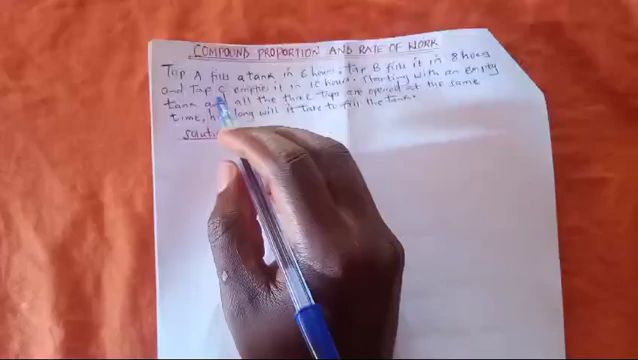 COMPOUND PROPORTION AND RATE OF WORK
Tap A fills a tank in 6 hours, Tap B fills it in 8 hours
and Tap C empties it in hours. Starting with an empty
tank and all the three Taps are opened at the same
time, long will it take to fill the tank.